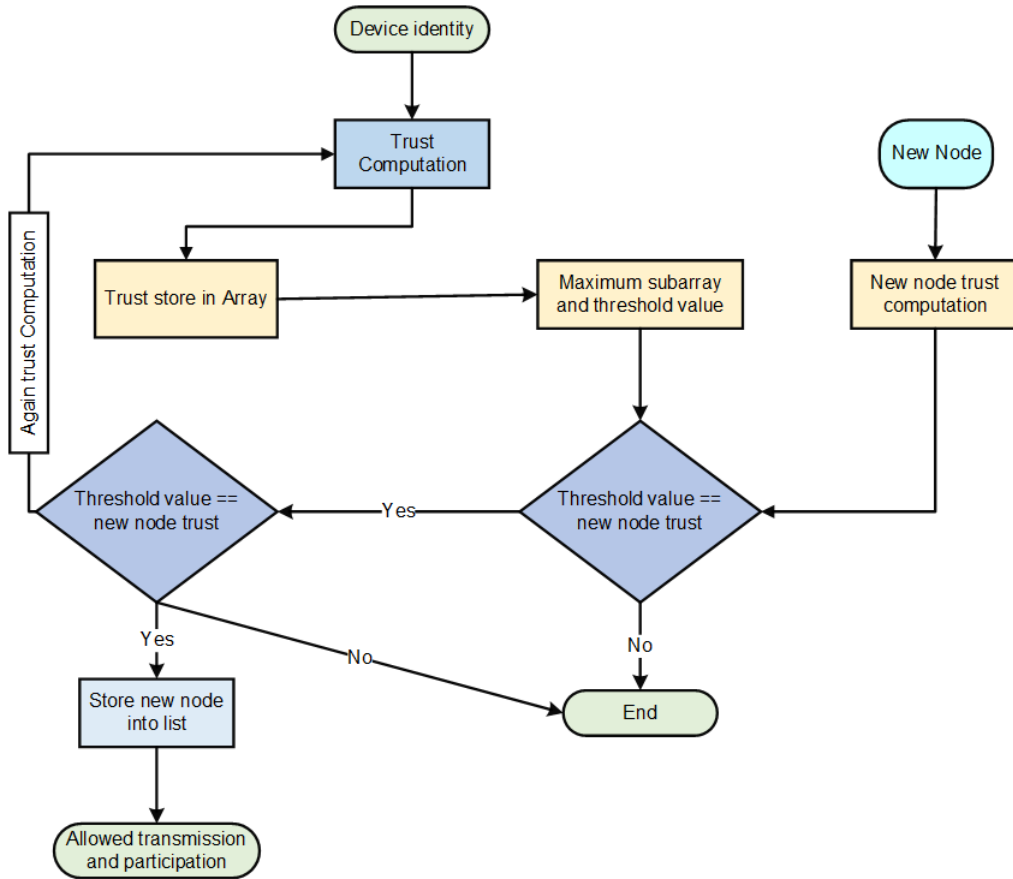 Device identity
Trust
Computation
New Node
Again trust Computation
Trust store in Array
Maximum subarray
and threshold value
New node trust
computation
Threshold value ==
new node trust
Yes
Threshold value ==
new node trust
Yes
No
No
Store new node
into list
End
Allowed transmission
and participation